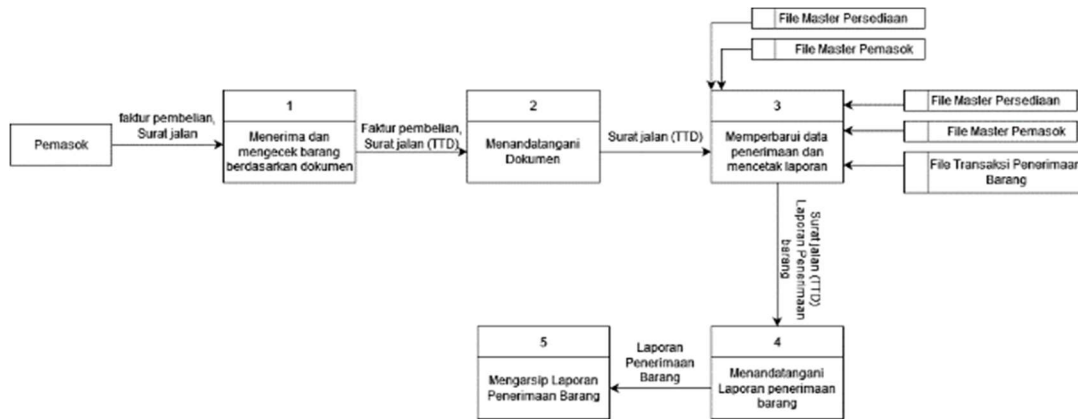 File Master Persediaan
File Master Pemasok
Pemasok
faktur pembelian,
Surat jalan
1
Menerima dan
mengecek barang
berdasarkan dokumen
Faktur pembelian,
Surat jalan (TTD)
2
Menandatangani
Dokumen
Surat jalan (TTD)
3
Memperbarui data
penerimaan dan
mencetak laporan
File Master Persediaan
File Master Pemasok
File Transaksi Penerimaan
Barang
Surat jalan (TTD)
Laporan Penerimaan
barang
4
Menandatangani
Laporan penerimaan
barang
Laporan
Penerimaan
Barang
5
Mengarsip Laporan
Penerimaan Barang